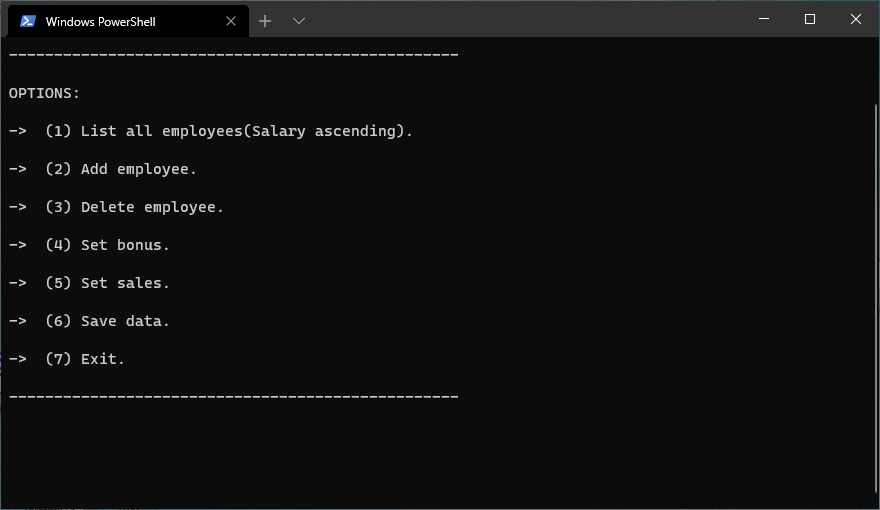 Windows PowerShell
--------------------------------------------------
OPTIONS:
->  (1) List all employees(Salary ascending).
->  (2) Add employee.
->  (3) Delete employee.
->  (4) Set bonus.
->  (5) Set sales.
->  (6) Save data.
->  (7) Exit.
--------------------------------------------------